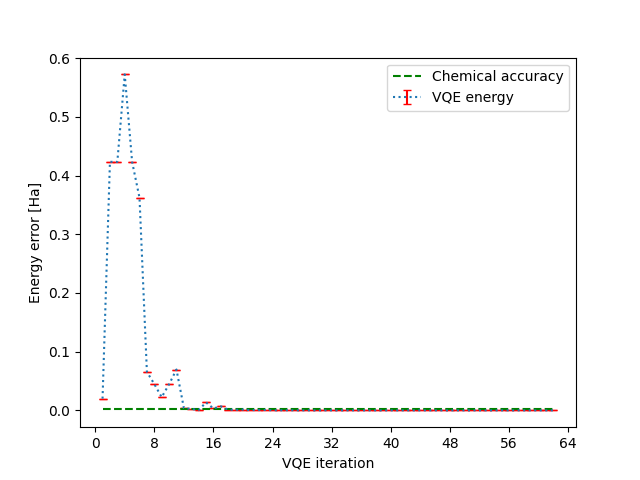 0.6
0.5
0.4
0.3
0.2
0.1
0.0
Energy error [Ha]
Chemical accuracy
VQE energy
0 8 16 24 32 40 48 56 64
VQE iteration